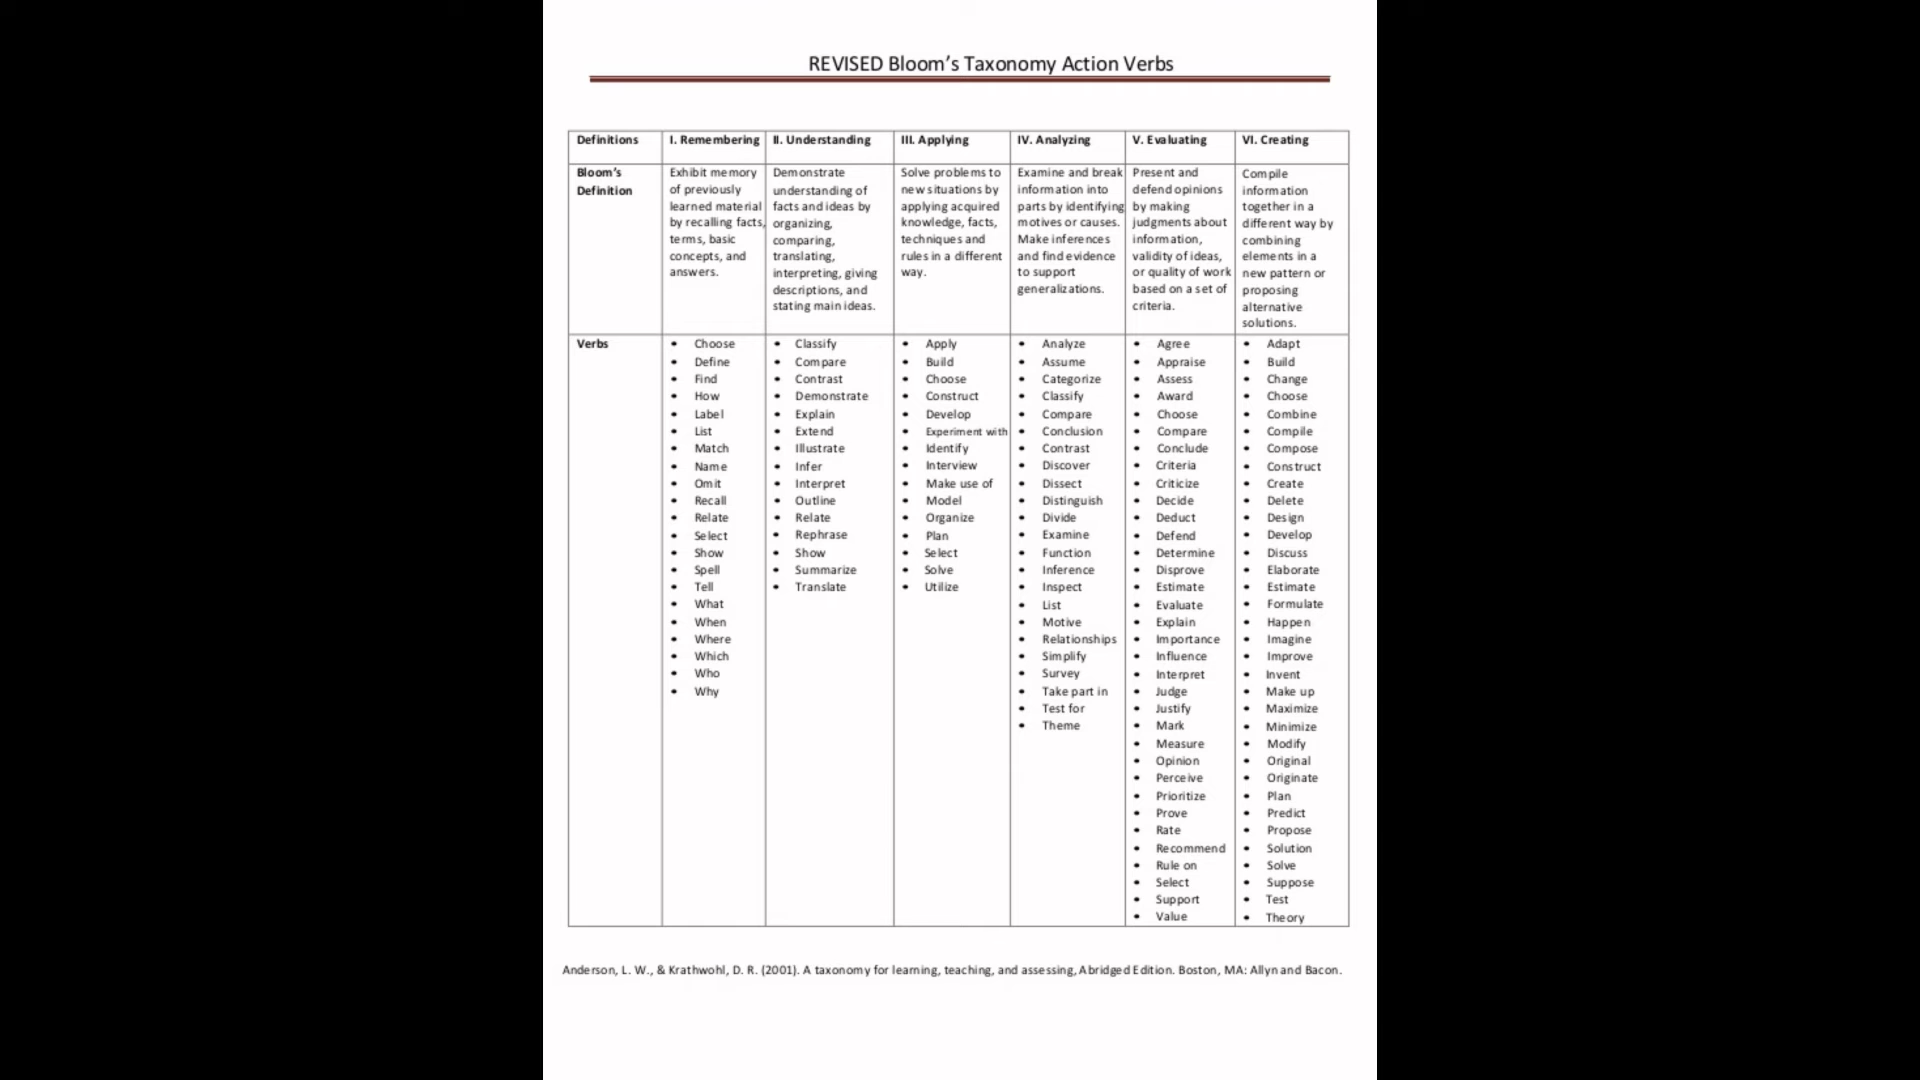 REVISED Bloom's Taxonomy Action Verbs
Definitions
I. Remembering
II. Understanding
III. Applying
IV. Analyzing
V. Evaluating
VI. Creating
Bloom's
Definition
Exhibit memory
of previously
learned material
by recalling facts,
terms, basic
concepts, and
answers.
Demonstrate
understanding of
facts and ideas by
organizing,
comparing,
translating,
interpreting, giving
descriptions, and
stating main ideas.
Solve problems to
new situations by
applying acquired
knowledge, facts,
techniques and
rules in a different
way.
Examine and break
information into
parts by identifying
motives or causes.
Make inferences
and find evidence
to support
generalizations.
Present and
defend opinions
by making
judgments about
information,
validity of ideas,
or quality of work
based on a set of
criteria.
Compile
information
together in a
different way by
combining
elements in a
new pattern or
proposing
alternative
solutions.
Verbs
• Choose
• Define
• Find
• How
• Label
• List
• Match
• Name
• Omit
• Recall
• Relate
• Select
• Show
• Spell
• Tell
• What
• When
• Where
• Which
• Who
• Why
• Classify
• Compare
• Contrast
• Demonstrate
• Explain
• Extend
• Illustrate
• Infer
• Interpret
• Outline
• Relate
• Rephrase
• Show
• Summarize
• Translate
• Apply
• Build
• Choose
• Construct
• Develop
• Experiment with
• Identify
• Interview
• Make use of
• Model
• Organize
• Plan
• Select
• Solve
• Utilize
• Analyze
• Assume
• Categorize
• Classify
• Compare
• Conclusion
• Contrast
• Discover
• Dissect
• Distinguish
• Divide
• Examine
• Function
• Inference
• Inspect
• List
• Motive
• Relationships
• Simplify
• Survey
• Take part in
• Test for
• Theme
• Agree
• Appraise
• Assess
• Award
• Choose
• Compare
• Conclude
• Criteria
• Criticize
• Decide
• Deduct
• Defend
• Determine
• Disprove
• Estimate
• Evaluate
• Explain
• Importance
• Influence
• Interpret
• Judge
• Justify
• Mark
• Measure
• Opinion
• Perceive
• Prioritize
• Prove
• Rate
• Recommend
• Rule on
• Select
• Support
• Value
• Adapt
• Build
• Change
• Choose
• Combine
• Compile
• Compose
• Construct
• Create
• Delete
• Design
• Develop
• Discuss
• Elaborate
• Estimate
• Formulate
• Happen
• Imagine
• Improve
• Invent
• Make up
• Maximize
• Minimize
• Modify
• Original
• Originate
• Plan
• Predict
• Propose
• Solution
• Solve
• Suppose
• Test
• Theory
Anderson, L. W., & Krathwohl, D. R. (2001). A taxonomy for learning, teaching, and assessing, Abridged Edition. Boston, MA: Allyn and Bacon.